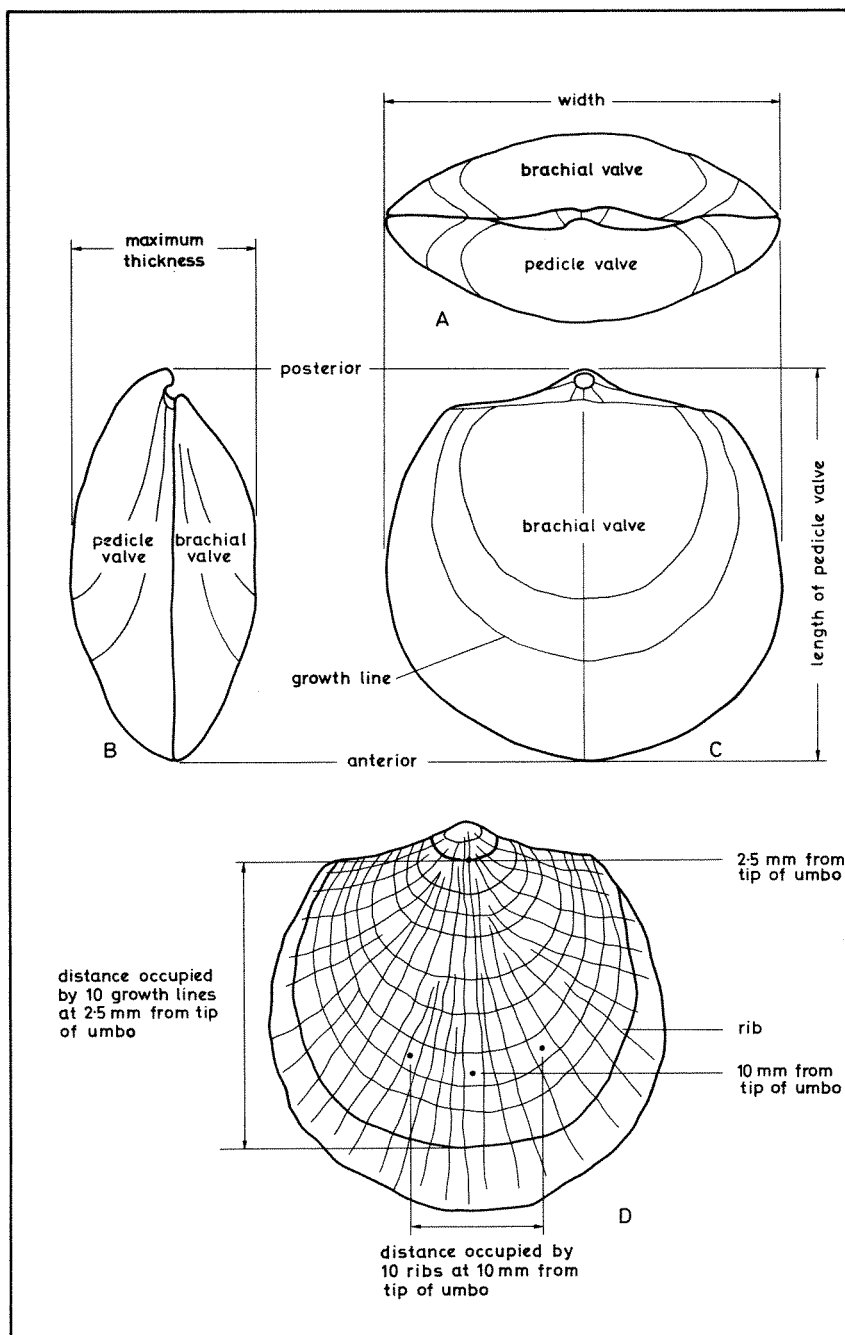 width
brachial valve
pedicle valve
A
maximum
thickness
posterior
pedicle
valve
brachial
valve
brachial valve
length of pedicle valve
growth line
B
anterior
C
2·5 mm from
tip of umbo
distance occupied
by 10 growth lines
at 2·5 mm from tip
of umbo
rib
10 mm from
tip of umbo
D
distance occupied by
10 ribs at 10 mm from
tip of umbo